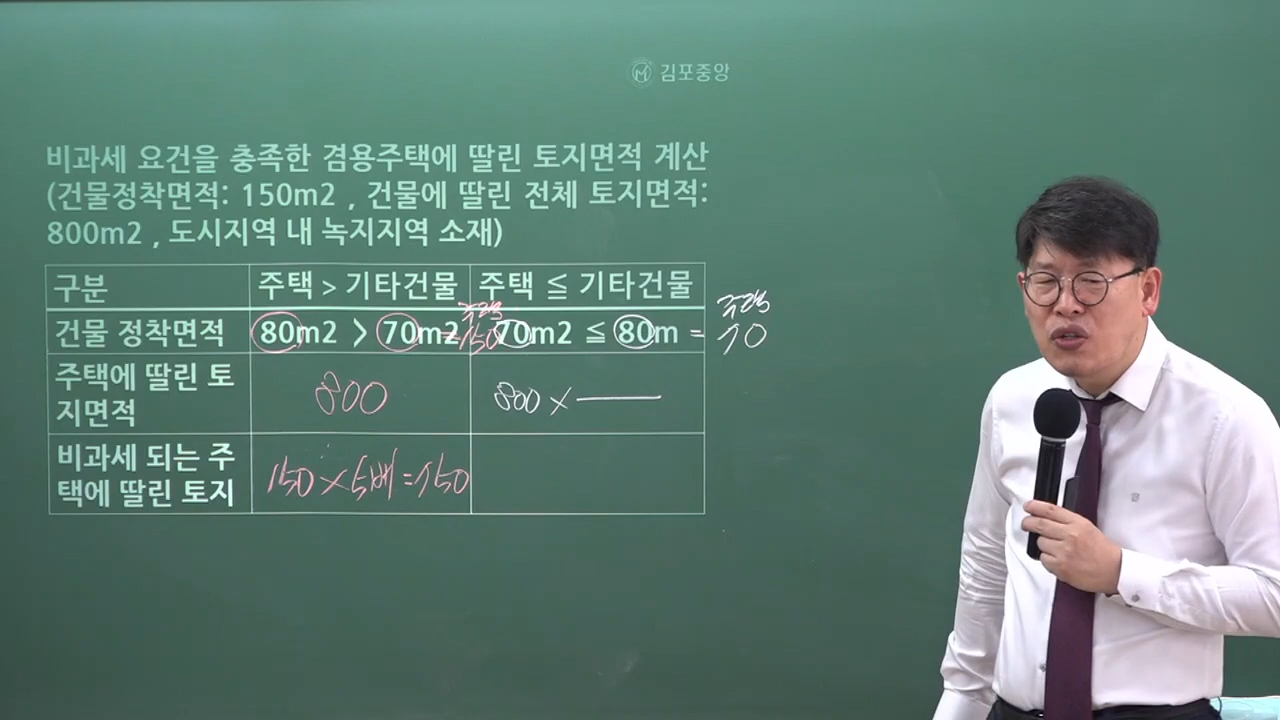 김포중앙
비과세 요건을 충족한 겸용주택에 딸린 토지면적 계산
(건물정착면적: 150m2 , 건물에 딸린 전체 토지면적:
800m2 , 도시지역 내 녹지지역 소재)
구분 주택 > 기타건물 주택 ≦ 기타건물
주택 주택
건물 정착면적 80m2 > 70m2 =150 70m2 ≦ 80m = 70
주택에 딸린 토
지면적
800 800 ×
비과세 되는 주
택에 딸린 토지
150×5배=750